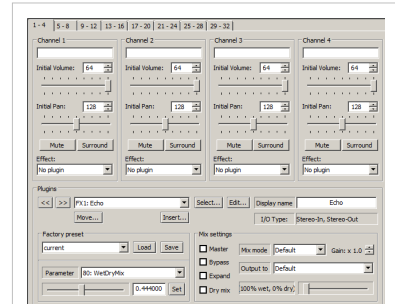 1 - 4 5 - 8 9 - 12 13 - 16 17 - 20 21 - 24 25 - 28 29 - 32
Channel 1 Channel 2 Channel 3 Channel 4
Initial Volume: 64 Initial Volume: 64 Initial Volume: 64 Initial Volume: 64
Initial Pan: 128 Initial Pan: 128 Initial Pan: 128 Initial Pan: 128
Mute Surround Mute Surround Mute Surround Mute Surround
Effect: Effect: Effect: Effect:
No plugin No plugin No plugin No plugin
Plugins
<< >> FX1: Echo Select... Edit... Display name Echo
Move... Insert... I/O Type: Stereo-In, Stereo-Out
Factory preset Mix settings
current Load Save Master Mix mode Default Gain: x 1.0
Bypass
Parameter 80: WetDryMix Expand Output to Default
0.444000 Set Dry mix 100% wet, 0% dry